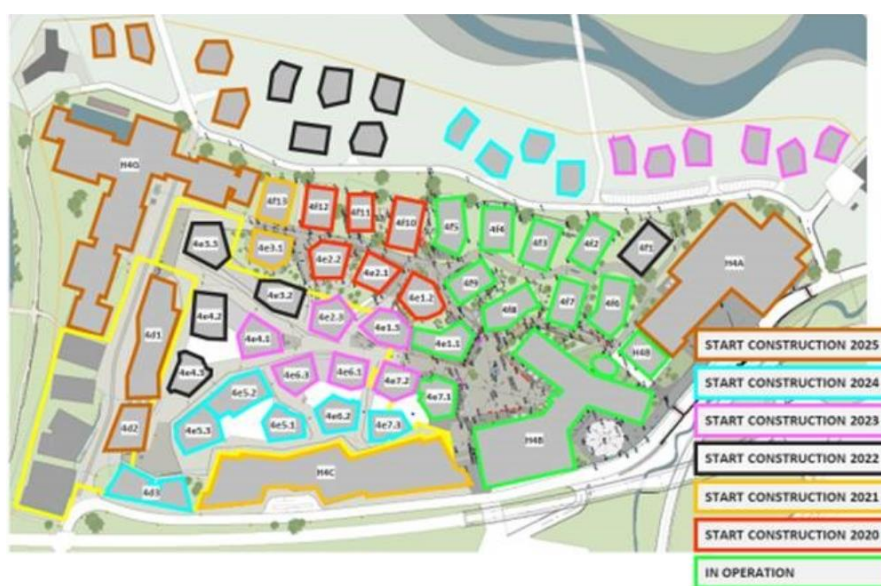 H4G
4f13
4f12
4f11
4f10
4f5
4f4
4f3
4f2
4f1
H4A
4e3.3
4e3.1
4e2.2
4e2.1
4f9
4e1.2
4f8
4f7
4f6
4e3.2
4e4.2
4e2.3
4e1.3
4e1.1
H4B
4d1
4e4.1
4e4.3
4e6.3
4e6.1
4e7.2
4e7.1
4e5.2
4e5.3
4e5.1
4e6.2
4e7.3
4d2
H4B
H4C
4d3
START CONSTRUCTION 2025
START CONSTRUCTION 2024
START CONSTRUCTION 2023
START CONSTRUCTION 2022
START CONSTRUCTION 2021
START CONSTRUCTION 2020
IN OPERATION